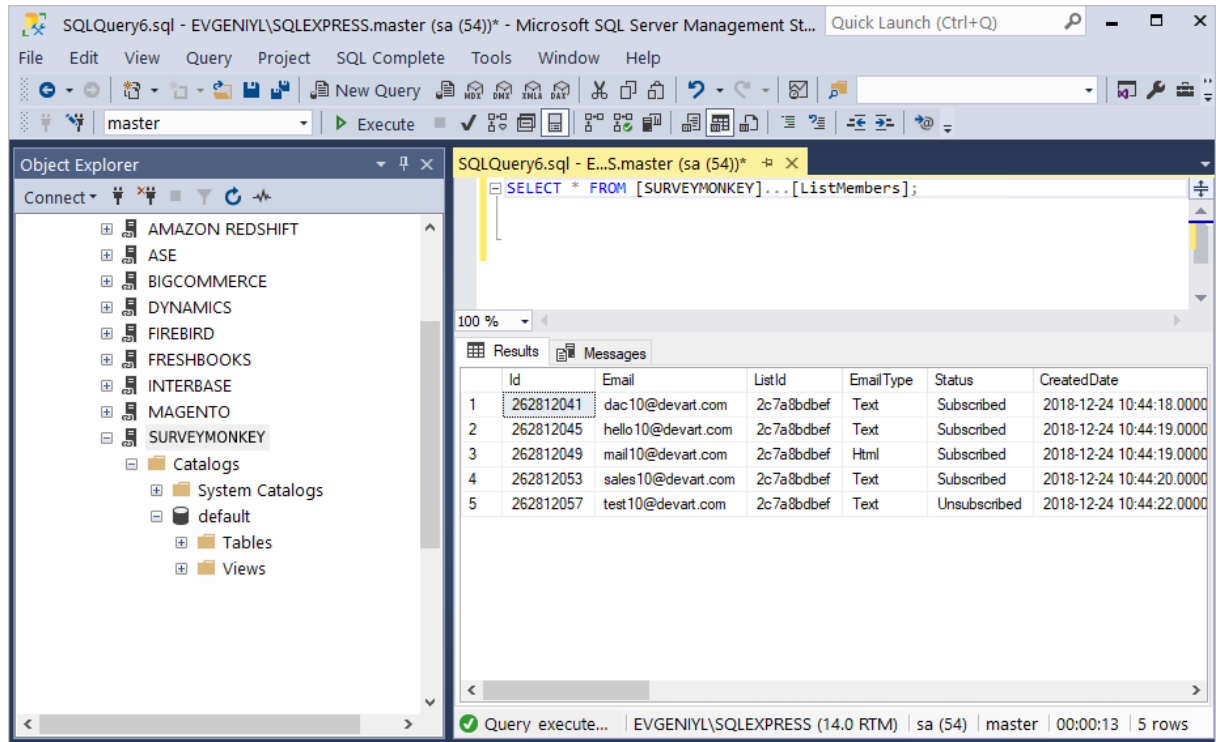 SQLQuery6.sql - EVGENIYL\SQLEXPRESS.master (sa (54))* - Microsoft SQL Server Management St...
Quick Launch (Ctrl+Q)
File Edit View Query Project SQL Complete Tools Window Help
New Query MDX DMX XMLA DAX
master Execute
Object Explorer
Connect
AMAZON REDSHIFT
ASE
BIGCOMMERCE
DYNAMICS
FIREBIRD
FRESHBOOKS
INTERBASE
MAGENTO
SURVEYMONKEY
Catalogs
System Catalogs
default
Tables
Views
SQLQuery6.sql - E...S.master (sa (54))*
SELECT * FROM [SURVEYMONKEY]...[ListMembers];
100 %
Results Messages
Id Email ListId EmailType Status CreatedDate
1 262812041 dac10@devart.com 2c7a8bdbef Text Subscribed 2018-12-24 10:44:18.0000
2 262812045 hello10@devart.com 2c7a8bdbef Text Subscribed 2018-12-24 10:44:19.0000
3 262812049 mail10@devart.com 2c7a8bdbef Html Subscribed 2018-12-24 10:44:19.0000
4 262812053 sales10@devart.com 2c7a8bdbef Text Subscribed 2018-12-24 10:44:20.0000
5 262812057 test10@devart.com 2c7a8bdbef Text Unsubscribed 2018-12-24 10:44:22.0000
Query execute... EVGENIYL\SQLEXPRESS (14.0 RTM) sa (54) master 00:00:13 5 rows